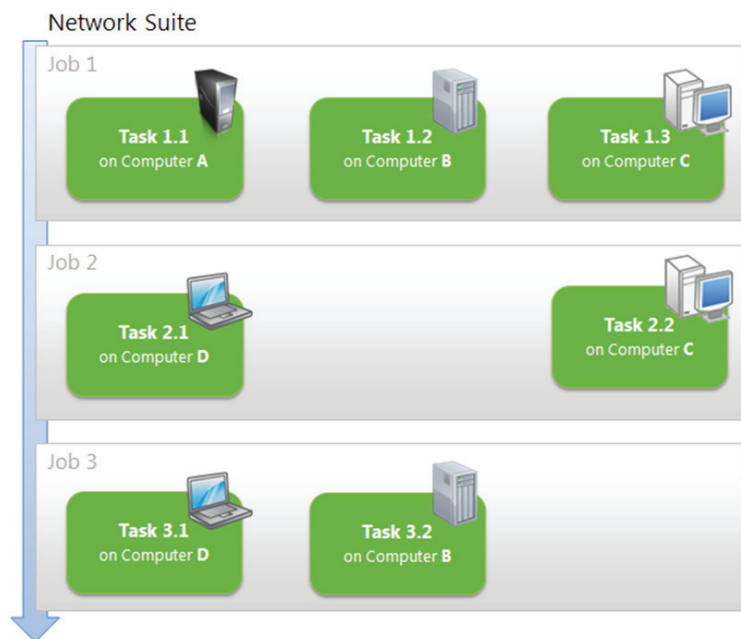 Network Suite
Job 1
Task 1.1
on Computer A
Task 1.2
on Computer B
Task 1.3
on Computer C
Job 2
Task 2.1
on Computer D
Task 2.2
on Computer C
Job 3
Task 3.1
on Computer D
Task 3.2
on Computer B